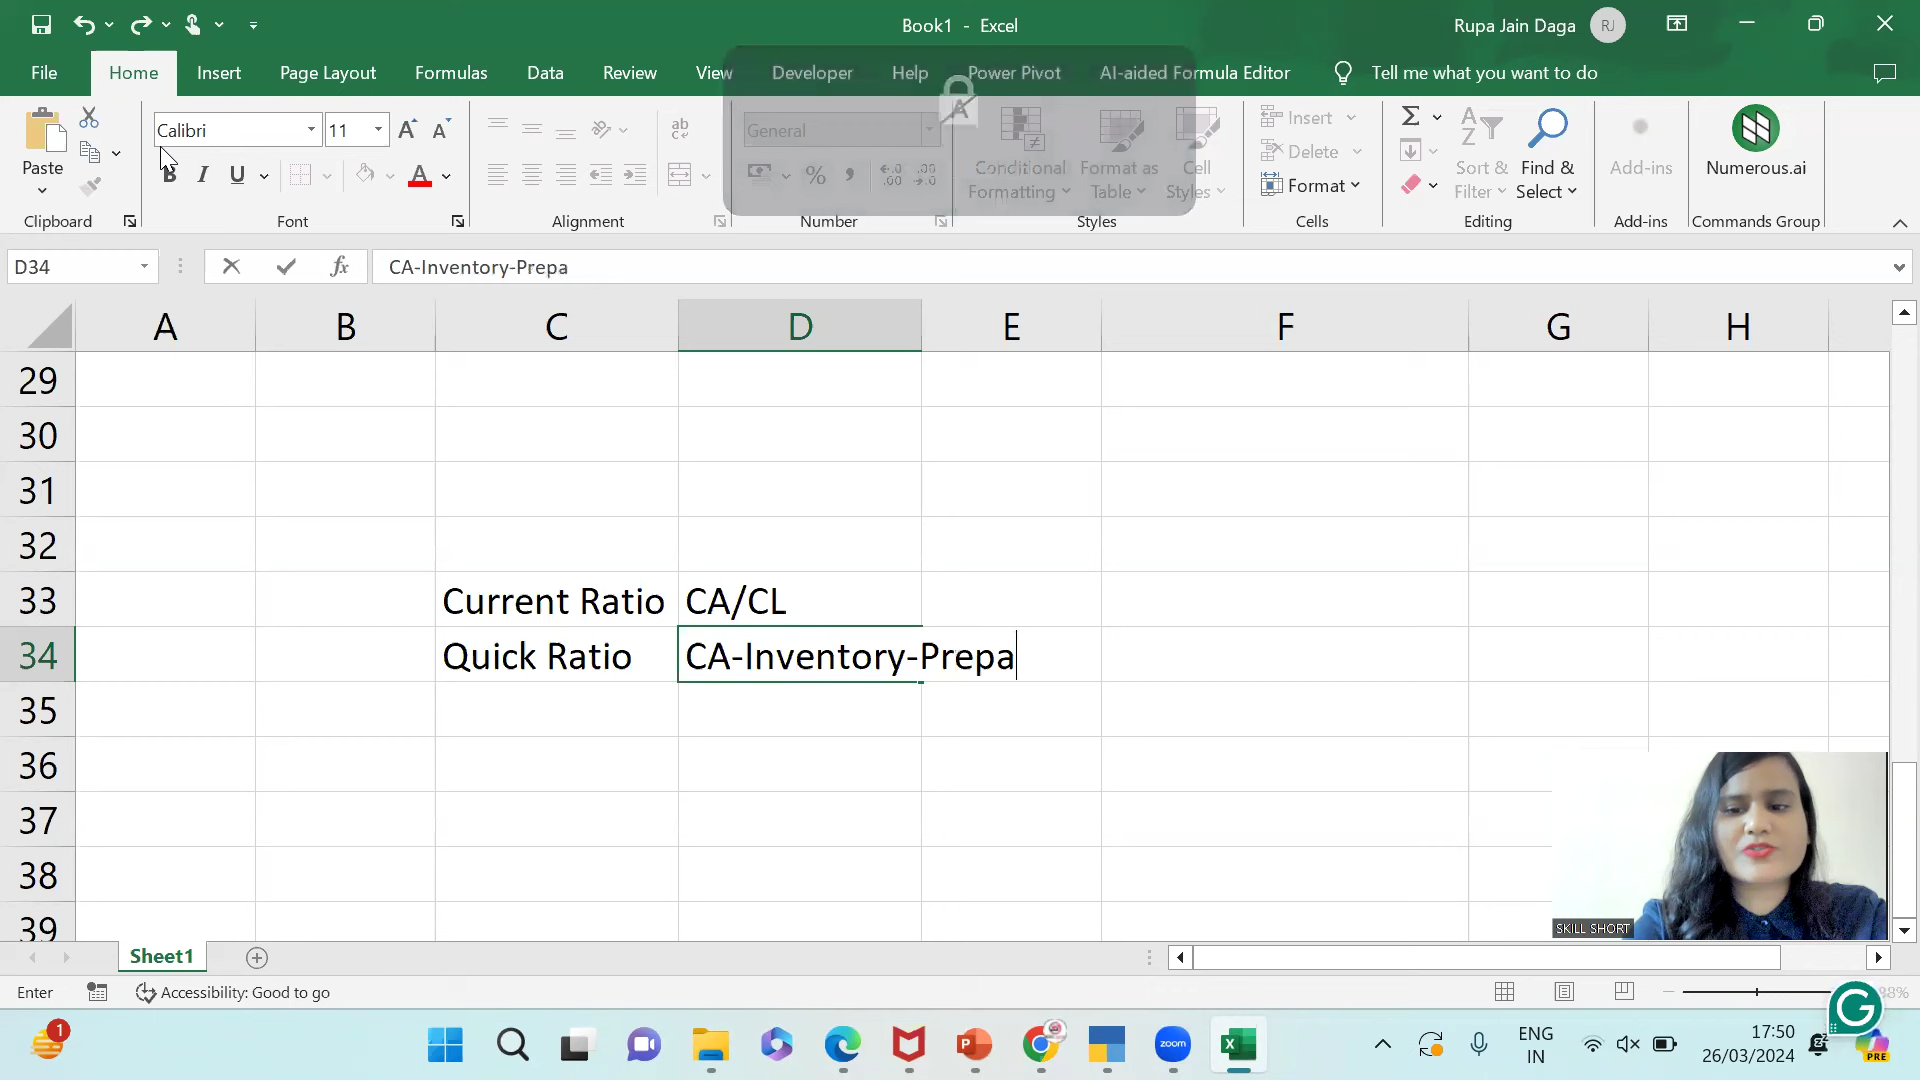 Book1 - Excel
Rupa Jain Daga
RJ
File
Home
Insert
Page Layout
Formulas
Data
Review
View
Developer
Help
Power Pivot
AI-aided Formula Editor
Tell me what you want to do
Paste
Clipboard
Calibri
11
B I U
Font
Alignment
General
Number
Conditional
Formatting
Format as
Table
Cell
Styles
Styles
Insert
Delete
Format
Cells
Sort &
Filter
Find &
Select
Editing
Add-ins
Add-ins
Numerous.ai
Commands Group
D34
fx
CA-Inventory-Prepa
A B C D E F G H
29
30
31
32
33 Current Ratio CA/CL
34 Quick Ratio CA-Inventory-Prepa
35
36
37
38
39
SKILL SHORT
Sheet1
Enter
Accessibility: Good to go
1
zoom
ENG
IN
17:50
26/03/2024
PRE